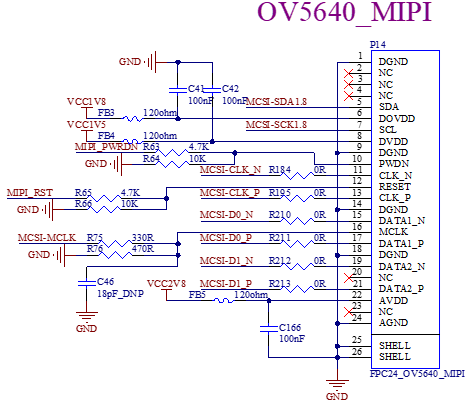 OV5640_MIPI
P14
GND
1 DGND
2 NC
3 NC
4 NC
C41 C42
100nF 100nF
MCSI-SDA1.8 5 SDA
VCC1V8
FB3 120ohm 6 DOVDD
VCC1V5 MCSI-SCK1.8 7 SCL
FB4 120ohm 8 DVDD
MIPI_PWRDN R63 4.7K 9 DGND
GND R64 10K 10 PWDN
MCSI-CLK_N R184 0R 11 CLK_N
12 RESET
MIPI_RST R65 4.7K MCSI-CLK_P R195 0R 13 CLK_P
GND R66 10K 14 DGND
MCSI-D0_N R210 0R 15 DATA1_N
16 MCLK
MCSI-MCLK R75 330R MCSI-D0_P R211 0R 17 DATA1_P
GND R76 470R 18 DGND
MCSI-D1_N R212 0R 19 DATA2_N
20 NC
C46 VCC2V8 MCSI-D1_P R213 0R 21 DATA2_P
18pF_DNP FB5 120ohm 22 AVDD
23 NC
24 AGND
GND
C166
100nF
25 SHELL
26 SHELL
FPC24_OV5640_MIPI
GND